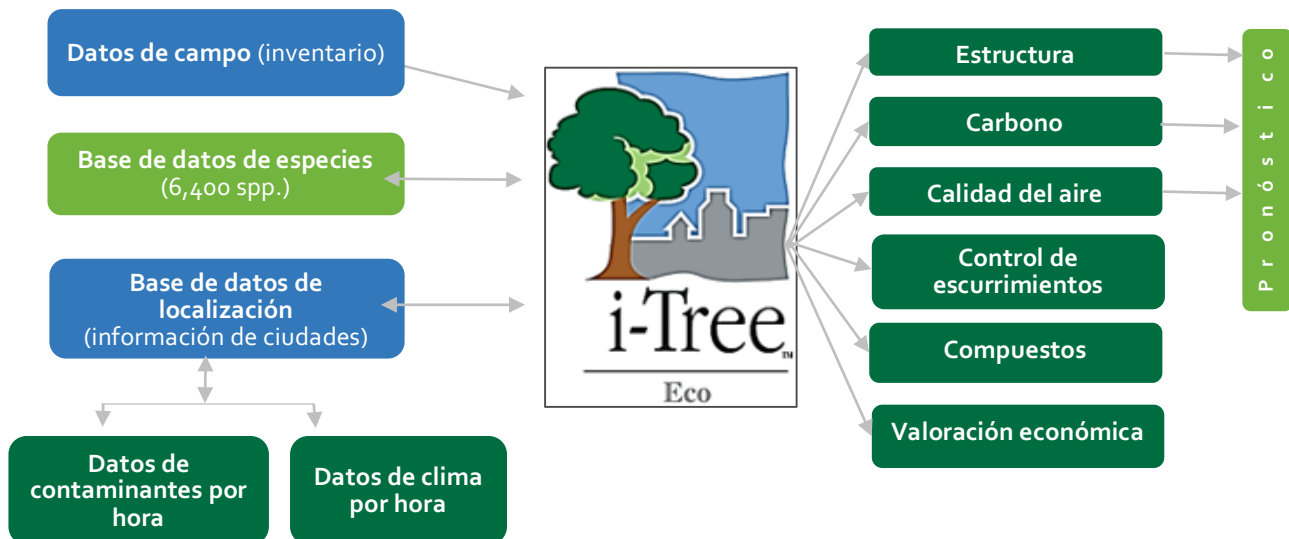 Datos de campo (inventario)
Base de datos de especies
(6,400 spp.)
Base de datos de
localización
(información de ciudades)
Datos de
contaminantes por
hora
Datos de clima
por hora
i-Tree™
Eco
Estructura
Carbono
Calidad del aire
Control de
escurrimientos
Compuestos
Valoración económica
Pronóstico